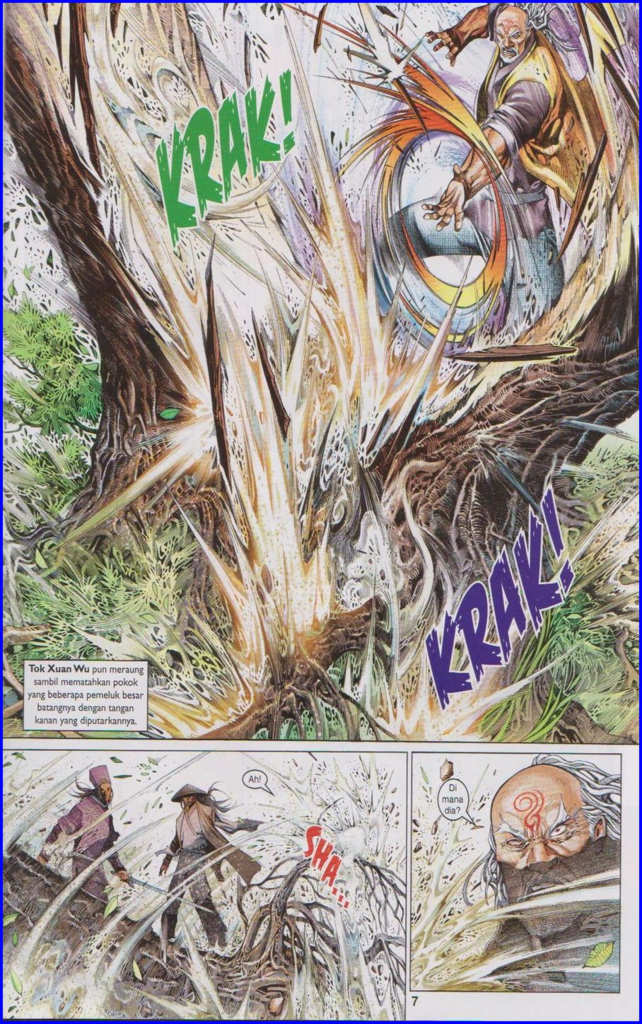 KRAK!
KRAK!
Tok Xuan Wu pun meraung
sambil mematahkan pokok
yang beberapa pemeluk besar
batangnya dengan tangan
kanan yang diputarkannya.
Ah!
SHA...
Di
mana
dia?
7